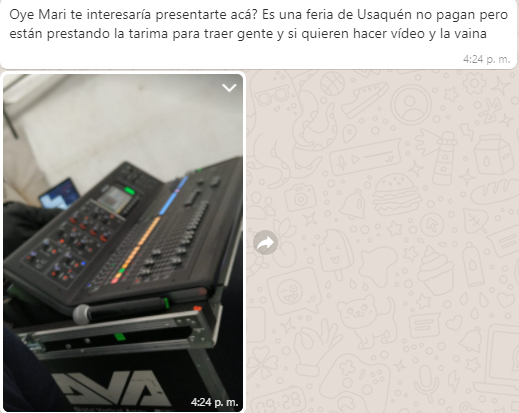 Oye Mari te interesaría presentarte acá? Es una feria de Usaquén no pagan pero
están prestando la tarima para traer gente y si quieren hacer vídeo y la vaina
4:24 p. m.
AVA
4:24 p. m.